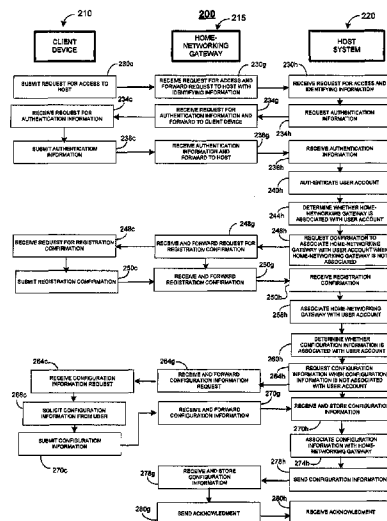 200
210
215
220
CLIENT
DEVICE
HOME-
NETWORKING
GATEWAY
HOST
SYSTEM
230c
230g
230h
SUBMIT REQUEST FOR ACCESS TO
HOST
RECEIVE REQUEST FOR ACCESS AND
FORWARD REQUEST TO HOST WITH
IDENTIFYING INFORMATION
RECEIVE REQUEST FOR ACCESS AND
IDENTIFYING INFORMATION
234c
234g
234h
RECEIVE REQUEST FOR
AUTHENTICATION INFORMATION
RECEIVE REQUEST FOR
AUTHENTICATION INFORMATION
AND FORWARD TO CLIENT DEVICE
REQUEST AUTHENTICATION
INFORMATION
238c
238g
238h
SUBMIT AUTHENTICATION
INFORMATION
RECEIVE AUTHENTICATION
INFORMATION AND
FORWARD TO HOST
RECEIVE AUTHENTICATION
INFORMATION
240h
AUTHENTICATE USER ACCOUNT
244h
DETERMINE WHETHER HOME-
NETWORKING GATEWAY IS
ASSOCIATED WITH USER ACCOUNT
248c
248g
248h
RECEIVE REQUEST FOR REGISTRATION
CONFIRMATION
RECEIVE AND FORWARD REQUEST FOR
REGISTRATION CONFIRMATION
REQUEST CONFIRMATION TO
ASSOCIATE HOME-NETWORKING
GATEWAY WITH USER ACCOUNT WHEN
HOME-NETWORKING GATEWAY IS NOT
ASSOCIATED
250c
250g
250h
SUBMIT REGISTRATION CONFIRMATION
RECEIVE AND FORWARD
REGISTRATION CONFIRMATION
RECEIVE REGISTRATION
CONFIRMATION
ASSOCIATE HOME-NETWORKING
GATEWAY WITH USER ACCOUNT
260h
DETERMINE WHETHER
CONFIGURATION INFORMATION IS
ASSOCIATED WITH USER ACCOUNT
264c
264g
264h
RECEIVE CONFIGURATION
INFORMATION REQUEST
RECEIVE AND FORWARD
CONFIGURATION INFORMATION
REQUEST
REQUEST CONFIGURATION
INFORMATION WHEN CONFIGURATION
INFORMATION IS NOT ASSOCIATED
WITH USER ACCOUNT
268c
SOLICIT CONFIGURATION
INFORMATION FROM USER
270c
270g
270h
SUBMIT CONFIGURATION
INFORMATION
RECEIVE AND FORWARD
CONFIGURATION INFORMATION
RECEIVE AND STORE CONFIGURATION
INFORMATION
274h
ASSOCIATE CONFIGURATION
INFORMATION WITH HOME-
NETWORKING GATEWAY
278g
278h
RECEIVE AND STORE
CONFIGURATION
INFORMATION
SEND CONFIGURATION INFORMATION
280g
280h
SEND ACKNOWLEDGMENT
RECEIVE ACKNOWLEDGMENT